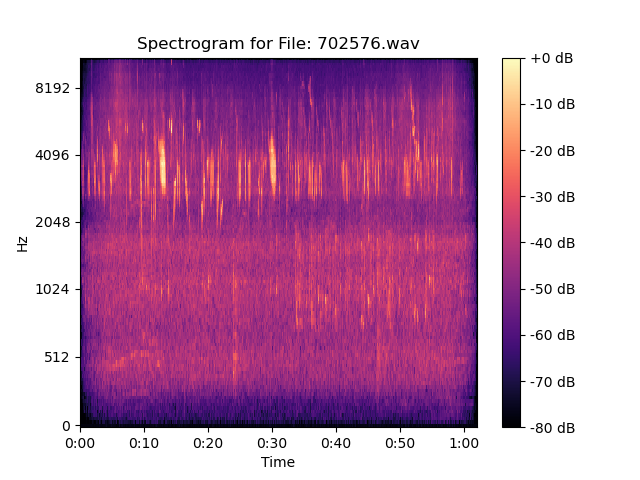 Spectrogram for File: 702576.wav
8192
4096
2048
1024
512
0
Hz
0:00
0:10
0:20
0:30
0:40
0:50
1:00
Time
+0 dB
-10 dB
-20 dB
-30 dB
-40 dB
-50 dB
-60 dB
-70 dB
-80 dB